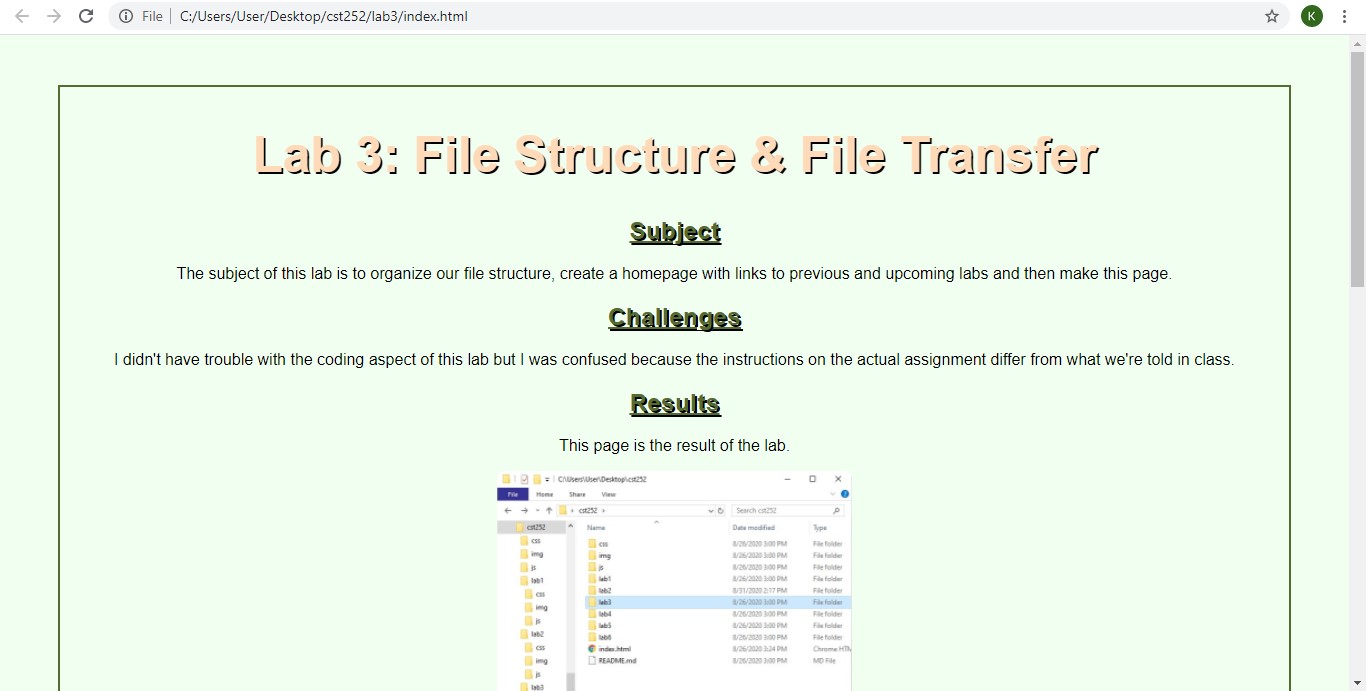 File C:/Users/User/Desktop/cst252/lab3/index.html K
Lab 3: File Structure & File Transfer
Subject
The subject of this lab is to organize our file structure, create a homepage with links to previous and upcoming labs and then make this page.
Challenges
I didn't have trouble with the coding aspect of this lab but I was confused because the instructions on the actual assignment differ from what we're told in class.
Results
This page is the result of the lab.
C:\Users\User\Desktop\cst252
File Home Share View
cst252 Search cst252
cst252 Name Date modified Type
css css 8/26/2020 3:00 PM File folder
img img 8/26/2020 3:00 PM File folder
js js 8/26/2020 3:00 PM File folder
lab1 lab1 8/26/2020 3:00 PM File folder
css lab2 8/31/2020 2:17 PM File folder
img lab3 8/26/2020 3:00 PM File folder
js lab4 8/26/2020 3:00 PM File folder
lab2 lab5 8/26/2020 3:00 PM File folder
css lab6 8/26/2020 3:00 PM File folder
img index.html 8/26/2020 3:24 PM Chrome HTM
js README.md 8/26/2020 3:00 PM MD File
lab3